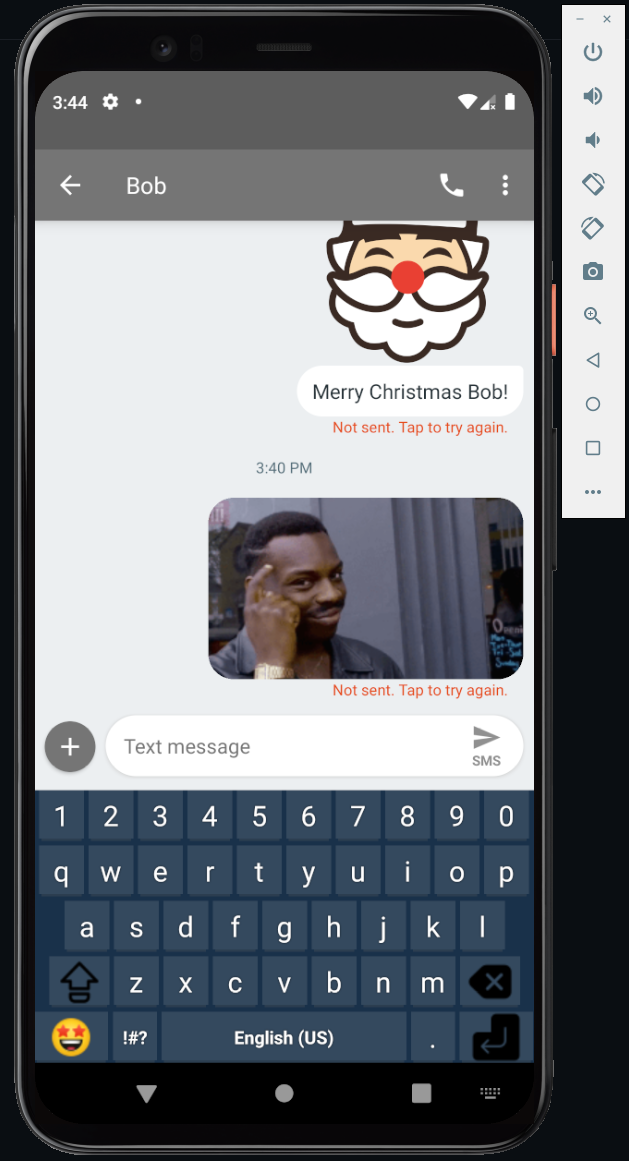 3:44
Bob
Merry Christmas Bob!
Not sent. Tap to try again.
3:40 PM
Not sent. Tap to try again.
Text message
SMS
1 2 3 4 5 6 7 8 9 0
q w e r t y u i o p
a s d f g h j k l
z x c v b n m
!#? English (US) .